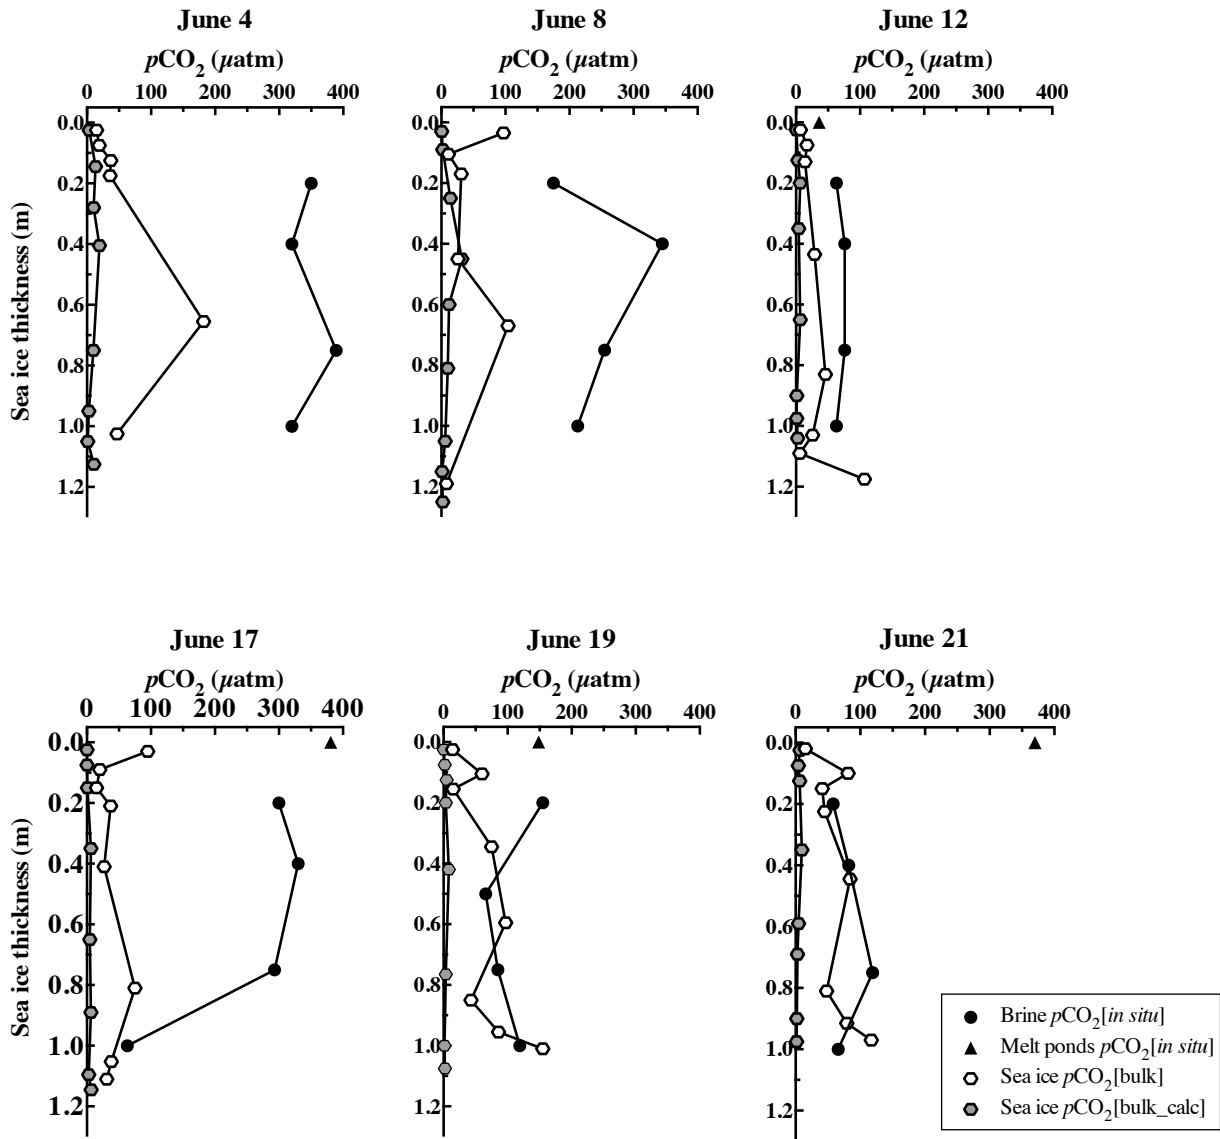 June 4 June 8 June 12
pCO2 (µatm) pCO2 (µatm) pCO2 (µatm)
0 100 200 300 400 0 100 200 300 400 0 100 200 300 400
0.0 0.0 0.0
0.2 0.2 0.2
0.4 0.4 0.4
0.6 0.6 0.6
0.8 0.8 0.8
1.0 1.0 1.0
1.2 1.2 1.2
Sea ice thickness (m)
June 17 June 19 June 21
pCO2 (µatm) pCO2 (µatm) pCO2 (µatm)
0 100 200 300 400 0 100 200 300 400 0 100 200 300 400
0.0 0.0 0.0
0.2 0.2 0.2
0.4 0.4 0.4
0.6 0.6 0.6
0.8 0.8 0.8
1.0 1.0 1.0
1.2 1.2 1.2
Sea ice thickness (m)
Brine pCO2[in situ]
Melt ponds pCO2[in situ]
Sea ice pCO2[bulk]
Sea ice pCO2[bulk_calc]